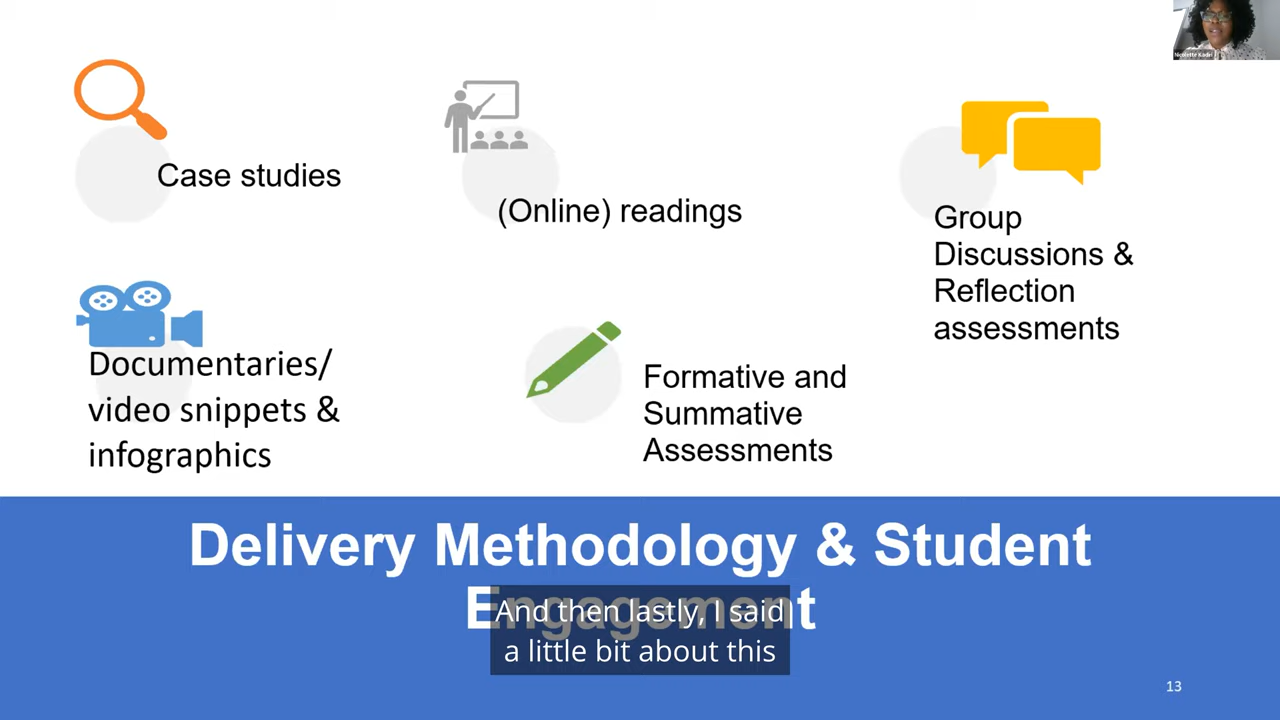 Case studies
(Online) readings
Group
Discussions &
Reflection
assessments
Documentaries/
video snippets &
infographics
Formative and
Summative
Assessments
Delivery Methodology & Student
Engagement
And then lastly, I said
a little bit about this
13